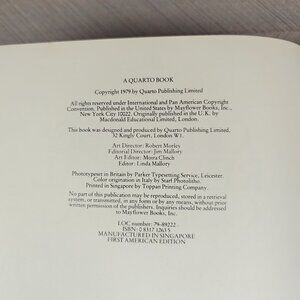 A QUARTO BOOK
Copyright 1979 by Quarto Publishing Limited
All rights reserved under International and Pan American Copyright
Convention. Published in the United States by Mayflower Books, Inc.,
New York City 10022. Originally published in the U.K. by
Macdonald Educational Limited, London.
This book was designed and produced by Quarto Publishing Limited,
32 Kingly Court, London W1.
Art Director: Robert Morley
Editorial Director: Jim Mallory
Art Editor: Moira Clinch
Editor: Linda Mallory
Phototypeset in Britain by Parker Typesetting Service, Leicester.
Color origination in Italy by Starf Photolitho.
Printed in Singapore by Toppan Printing Company.
No part of this publication may be reproduced, stored in a retrieval
system, or transmitted, in any form or by any means, without prior
written permission of the publishers. Inquiries should be addressed
to Mayflower Books, Inc.
LOC number: 79-89222
ISBN: 0 8317 1263 5
MANUFACTURED IN SINGAPORE
FIRST AMERICAN EDITION